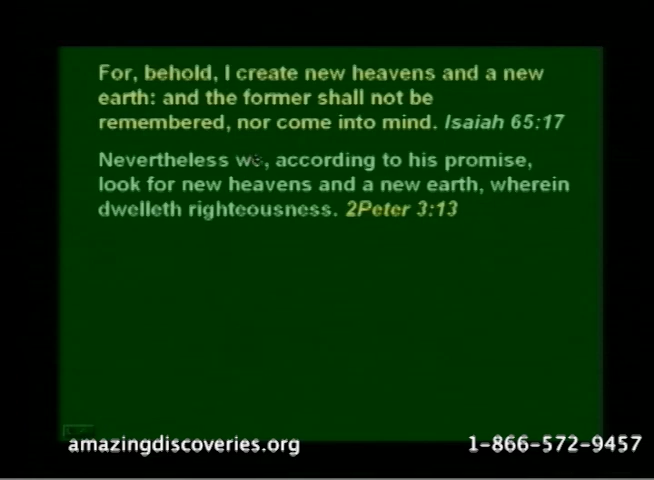 For, behold, I create new heavens and a new
earth: and the former shall not be
remembered, nor come into mind. Isaiah 65:17
Nevertheless we, according to his promise,
look for new heavens and a new earth, wherein
dwelleth righteousness. 2Peter 3:13
amazingdiscoveries.org
1-866-572-9457